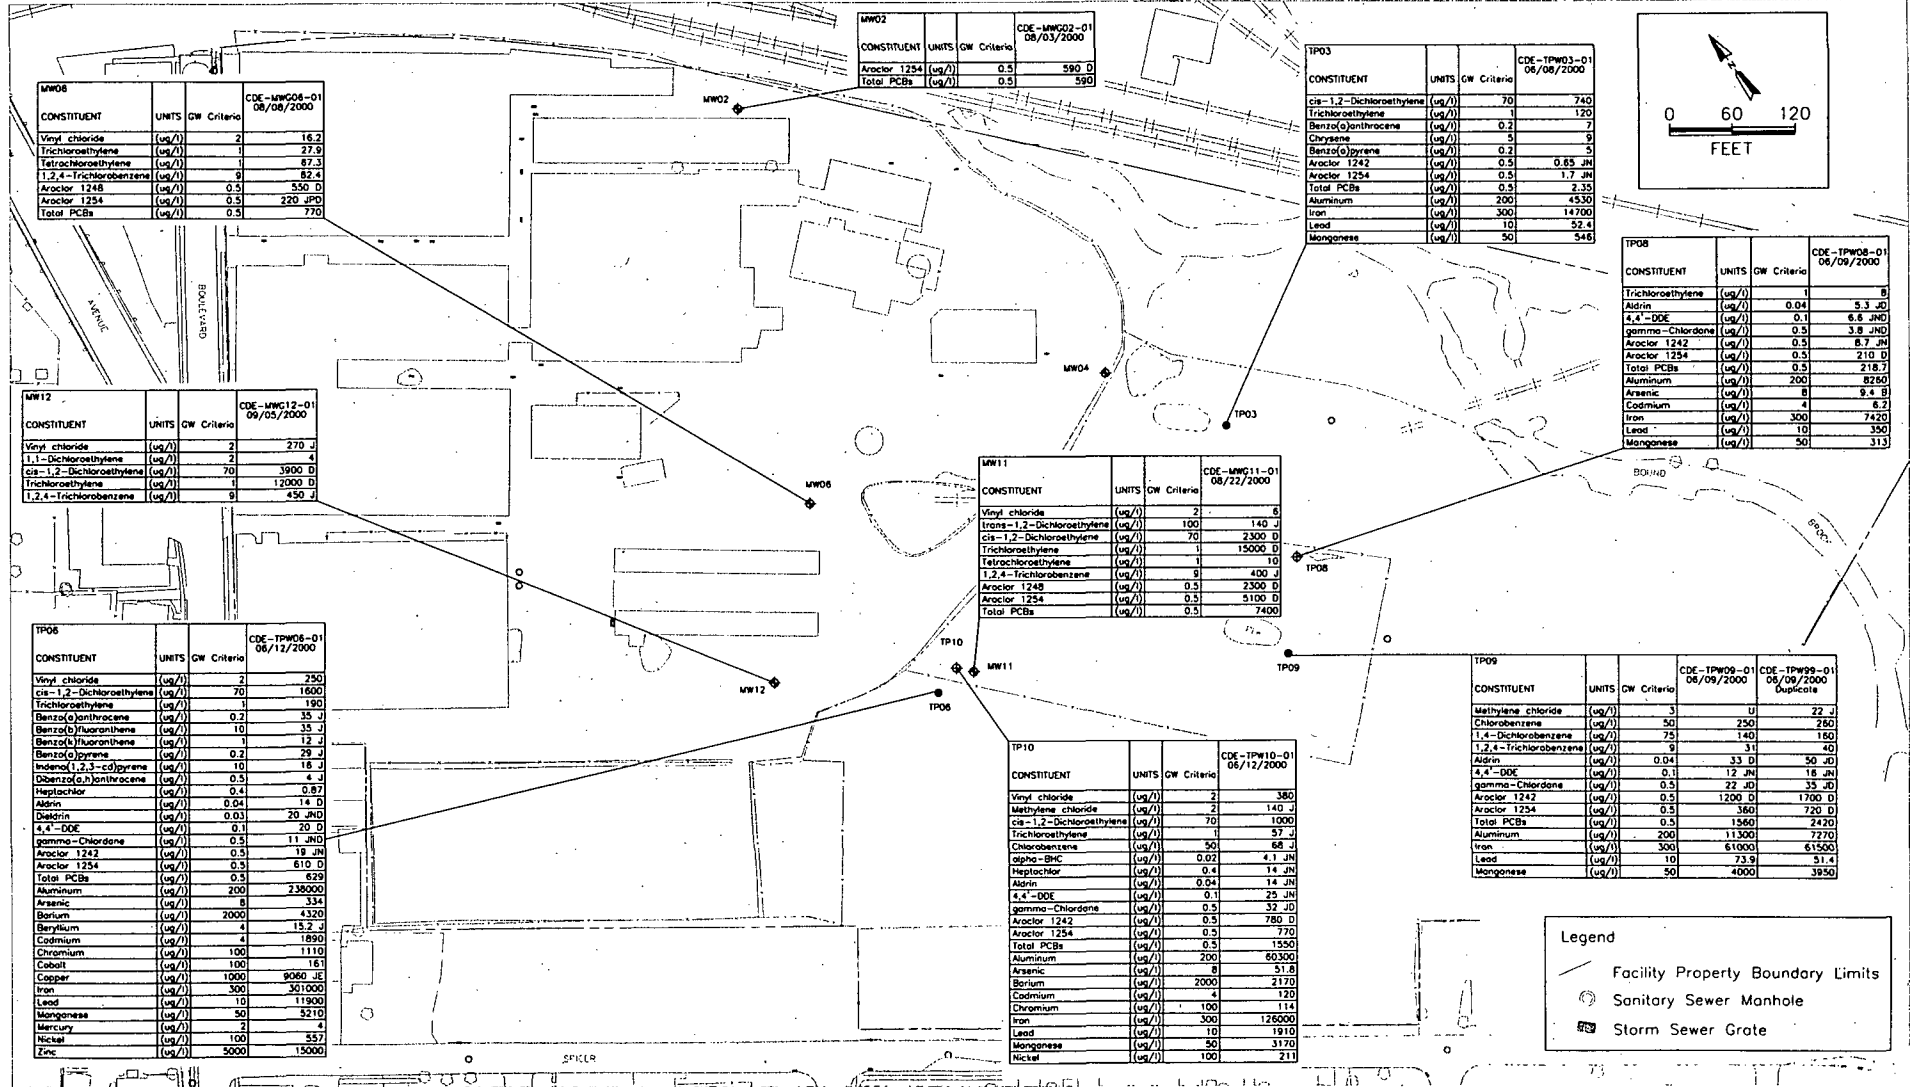 MW02
CONSTITUENT UNITS GW Criteria CDE-MWG02-01 08/03/2000
Aroclor 1254 (ug/l) 0.5 590 D
Total PCBs (ug/l) 0.5 590
MW06
CONSTITUENT UNITS GW Criteria CDE-MWG06-01 08/08/2000
Vinyl chloride (ug/l) 2 16.2
Trichloroethylene (ug/l) 1 27.9
Tetrachloroethylene (ug/l) 1 87.3
1,2,4-Trichlorobenzene (ug/l) 9 82.4
Aroclor 1248 (ug/l) 0.5 550 D
Aroclor 1254 (ug/l) 0.5 220 JPD
Total PCBs (ug/l) 0.5 770
TP03
CONSTITUENT UNITS GW Criteria CDE-TPW03-01 06/08/2000
cis-1,2-Dichloroethylene (ug/l) 70 740
Trichloroethylene (ug/l) 1 120
Benzo(a)anthracene (ug/l) 0.2 7
Chrysene (ug/l) 5 9
Benzo(a)pyrene (ug/l) 0.2 5
Aroclor 1242 (ug/l) 0.5 0.65 JN
Aroclor 1254 (ug/l) 0.5 1.7 JN
Total PCBs (ug/l) 0.5 2.35
Aluminum (ug/l) 200 4530
Iron (ug/l) 300 14700
Lead (ug/l) 10 52.4
Manganese (ug/l) 50 546
0 60 120
FEET
TP08
CONSTITUENT UNITS GW Criteria CDE-TPW08-01 06/09/2000
Trichloroethylene (ug/l) 1 8
Aldrin (ug/l) 0.04 5.3 JD
4,4'-DDE (ug/l) 0.1 6.6 JND
gamma-Chlordane (ug/l) 0.5 3.8 JND
Aroclor 1242 (ug/l) 0.5 8.7 JN
Aroclor 1254 (ug/l) 0.5 210 D
Total PCBs (ug/l) 0.5 218.7
Aluminum (ug/l) 200 8260
Arsenic (ug/l) 8 9.4 B
Cadmium (ug/l) 4 6.2
Iron (ug/l) 300 7420
Lead (ug/l) 10 350
Manganese (ug/l) 50 313
MW02
AVENUE
BOULEVARD
MW04
TP03
MW12
CONSTITUENT UNITS GW Criteria CDE-MWG12-01 09/05/2000
Vinyl chloride (ug/l) 2 270 J
1,1-Dichloroethylene (ug/l) 2 4
cis-1,2-Dichloroethylene (ug/l) 70 3900 D
Trichloroethylene (ug/l) 1 12000 D
1,2,4-Trichlorobenzene (ug/l) 9 450 J
MW06
MW11
CONSTITUENT UNITS GW Criteria CDE-MWG11-01 08/22/2000
Vinyl chloride (ug/l) 2 6
trans-1,2-Dichloroethylene (ug/l) 100 140 J
cis-1,2-Dichloroethylene (ug/l) 70 2300 D
Trichloroethylene (ug/l) 1 15000 D
Tetrachloroethylene (ug/l) 1 10
1,2,4-Trichlorobenzene (ug/l) 9 400 J
Aroclor 1248 (ug/l) 0.5 2300 D
Aroclor 1254 (ug/l) 0.5 5100 D
Total PCBs (ug/l) 0.5 7400
BOUND
BROOK
TP08
TP10
MW11
TP09
MW12
TP06
TP06
CONSTITUENT UNITS GW Criteria CDE-TPW06-01 06/12/2000
Vinyl chloride (ug/l) 2 250
cis-1,2-Dichloroethylene (ug/l) 70 1600
Trichloroethylene (ug/l) 1 190
Benzo(a)anthracene (ug/l) 0.2 35 J
Benzo(b)fluoranthene (ug/l) 10 35 J
Benzo(k)fluoranthene (ug/l) 1 12 J
Benzo(a)pyrene (ug/l) 0.2 29 J
Indeno(1,2,3-cd)pyrene (ug/l) 10 16 J
Dibenzo(a,h)anthracene (ug/l) 0.5 4 J
Heptachlor (ug/l) 0.4 0.87
Aldrin (ug/l) 0.04 14 D
Dieldrin (ug/l) 0.03 20 JND
4,4'-DDE (ug/l) 0.1 20 D
gamma-Chlordane (ug/l) 0.5 11 JND
Aroclor 1242 (ug/l) 0.5 19 JN
Aroclor 1254 (ug/l) 0.5 610 D
Total PCBs (ug/l) 0.5 629
Aluminum (ug/l) 200 238000
Arsenic (ug/l) 8 334
Barium (ug/l) 2000 4320
Beryllium (ug/l) 4 15.2 J
Cadmium (ug/l) 4 1890
Chromium (ug/l) 100 1110
Cobalt (ug/l) 100 161
Copper (ug/l) 1000 9060 JE
Iron (ug/l) 300 301000
Lead (ug/l) 10 11900
Manganese (ug/l) 50 5210
Mercury (ug/l) 2 4
Nickel (ug/l) 100 557
Zinc (ug/l) 5000 15000
TP09
CONSTITUENT UNITS GW Criteria CDE-TPW09-01 06/09/2000 CDE-TPW99-01 06/09/2000 Duplicate
Methylene chloride (ug/l) 3 U 22 J
Chlorobenzene (ug/l) 50 250 260
1,4-Dichlorobenzene (ug/l) 75 140 160
1,2,4-Trichlorobenzene (ug/l) 9 31 40
Aldrin (ug/l) 0.04 33 D 50 JD
4,4'-DDE (ug/l) 0.1 12 JN 16 JN
gamma-Chlordane (ug/l) 0.5 22 JD 35 JD
Aroclor 1242 (ug/l) 0.5 1200 D 1700 D
Aroclor 1254 (ug/l) 0.5 360 720 D
Total PCBs (ug/l) 0.5 1560 2420
Aluminum (ug/l) 200 11300 7270
Iron (ug/l) 300 61000 61500
Lead (ug/l) 10 73.9 51.4
Manganese (ug/l) 50 4000 3950
TP10
CONSTITUENT UNITS GW Criteria CDE-TPW10-01 06/12/2000
Vinyl chloride (ug/l) 2 380
Methylene chloride (ug/l) 2 140 J
cis-1,2-Dichloroethylene (ug/l) 70 1000
Trichloroethylene (ug/l) 1 57 J
Chlorobenzene (ug/l) 50 68 J
alpha-BHC (ug/l) 0.02 4.1 JN
Heptachlor (ug/l) 0.4 14 JN
Aldrin (ug/l) 0.04 14 JN
4,4'-DDE (ug/l) 0.1 25 JN
gamma-Chlordane (ug/l) 0.5 32 JD
Aroclor 1242 (ug/l) 0.5 780 D
Aroclor 1254 (ug/l) 0.5 770
Total PCBs (ug/l) 0.5 1550
Aluminum (ug/l) 200 60300
Arsenic (ug/l) 8 51.8
Barium (ug/l) 2000 2170
Cadmium (ug/l) 4 120
Chromium (ug/l) 100 114
Iron (ug/l) 300 126000
Lead (ug/l) 10 1910
Manganese (ug/l) 50 3170
Nickel (ug/l) 100 211
Legend
Facility Property Boundary Limits
Sanitary Sewer Manhole
Storm Sewer Grate
SPICER